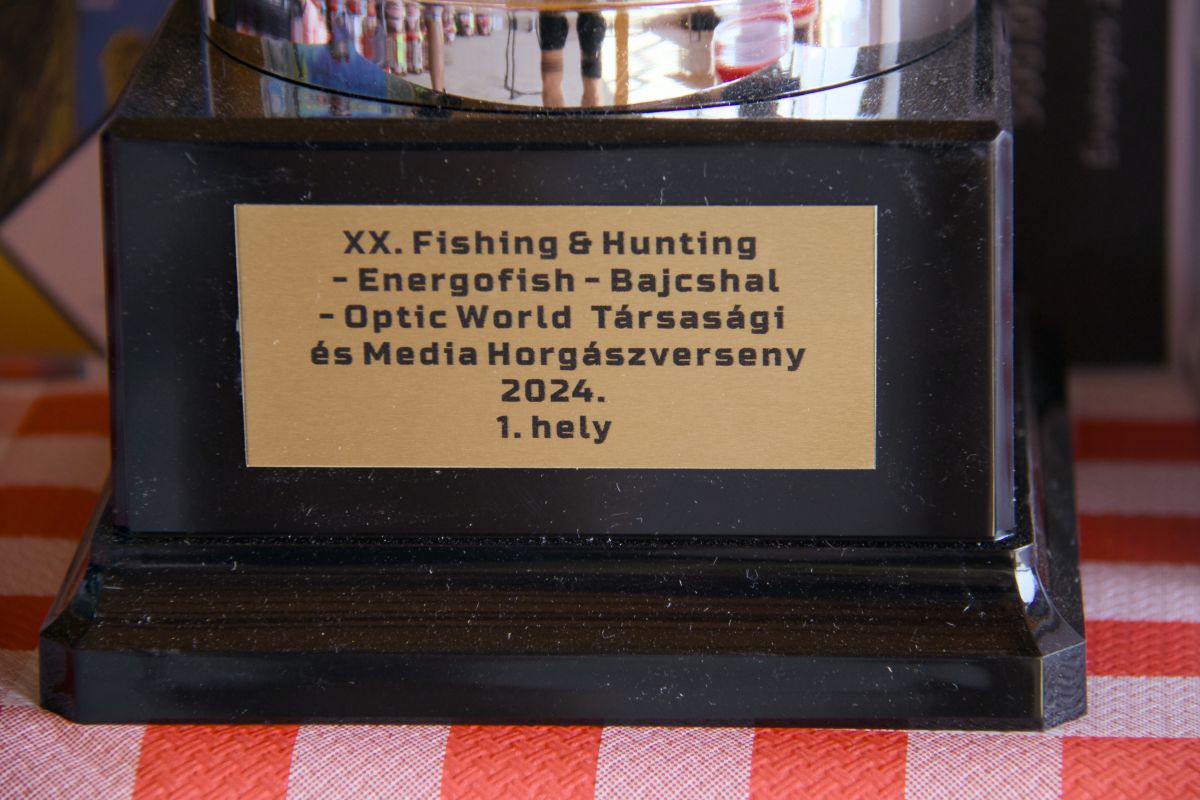 XX. Fishing & Hunting
- Energofish - Bajcshal
- Optic World Társasági
és Media Horgászverseny
2024.
1. hely